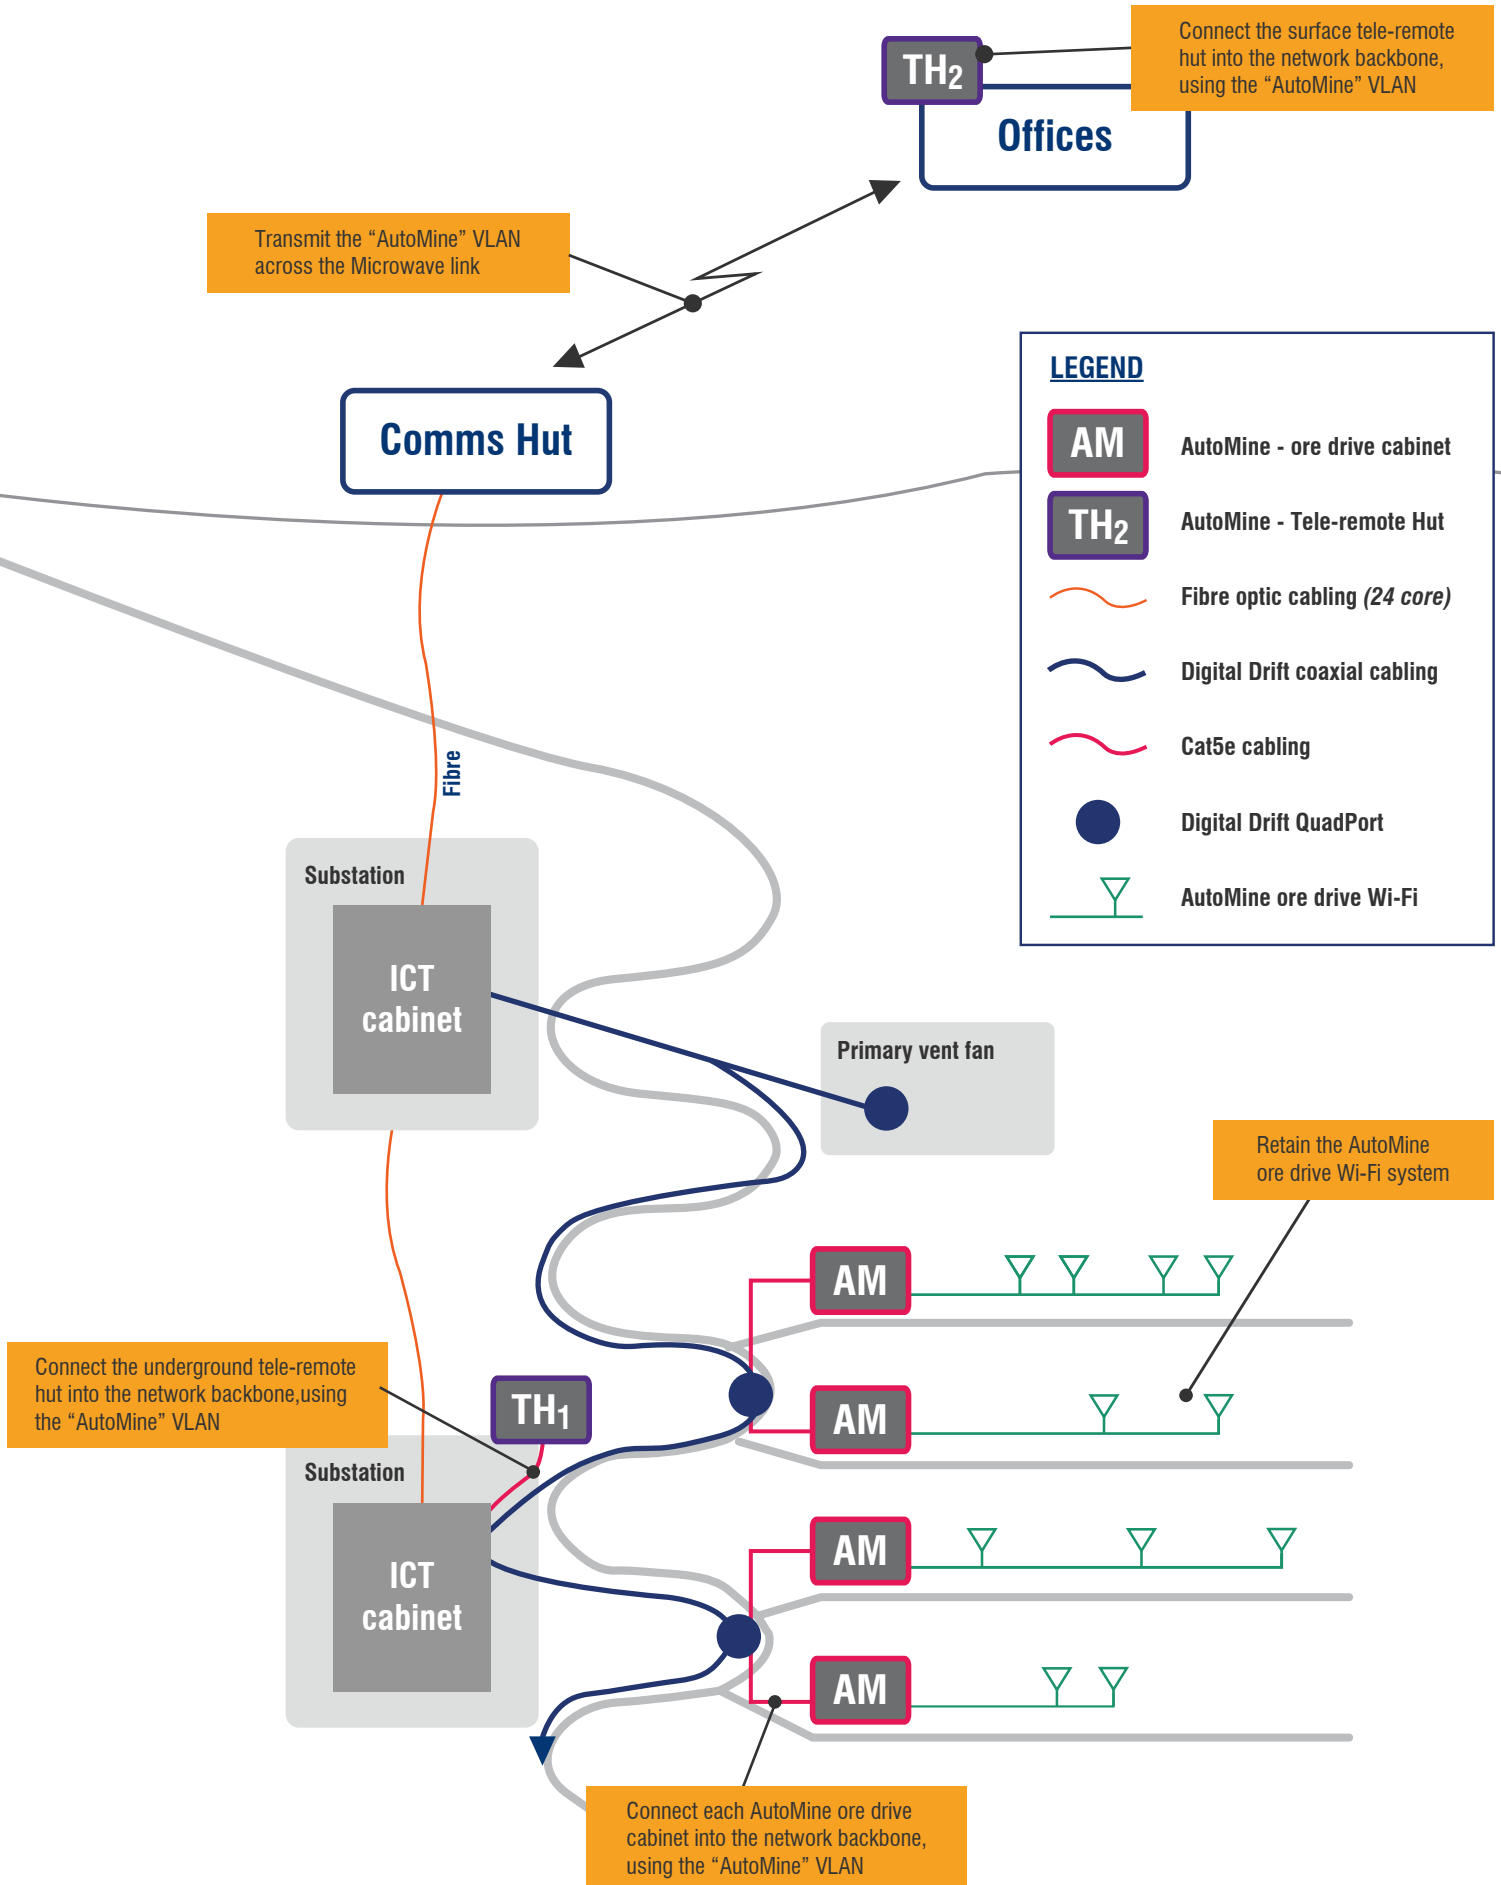 TH2
Connect the surface tele-remote
hut into the network backbone,
using the “AutoMine” VLAN
Offices
Transmit the “AutoMine” VLAN
across the Microwave link
Comms Hut
LEGEND
AM
AutoMine - ore drive cabinet
TH2
AutoMine - Tele-remote Hut
Fibre optic cabling (24 core)
Digital Drift coaxial cabling
Cat5e cabling
Digital Drift QuadPort
AutoMine ore drive Wi-Fi
Fibre
Substation
ICT
cabinet
Primary vent fan
Retain the AutoMine
ore drive Wi-Fi system
AM
Connect the underground tele-remote
hut into the network backbone,using
the “AutoMine” VLAN
TH1
AM
Substation
ICT
cabinet
AM
AM
Connect each AutoMine ore drive
cabinet into the network backbone,
using the “AutoMine” VLAN